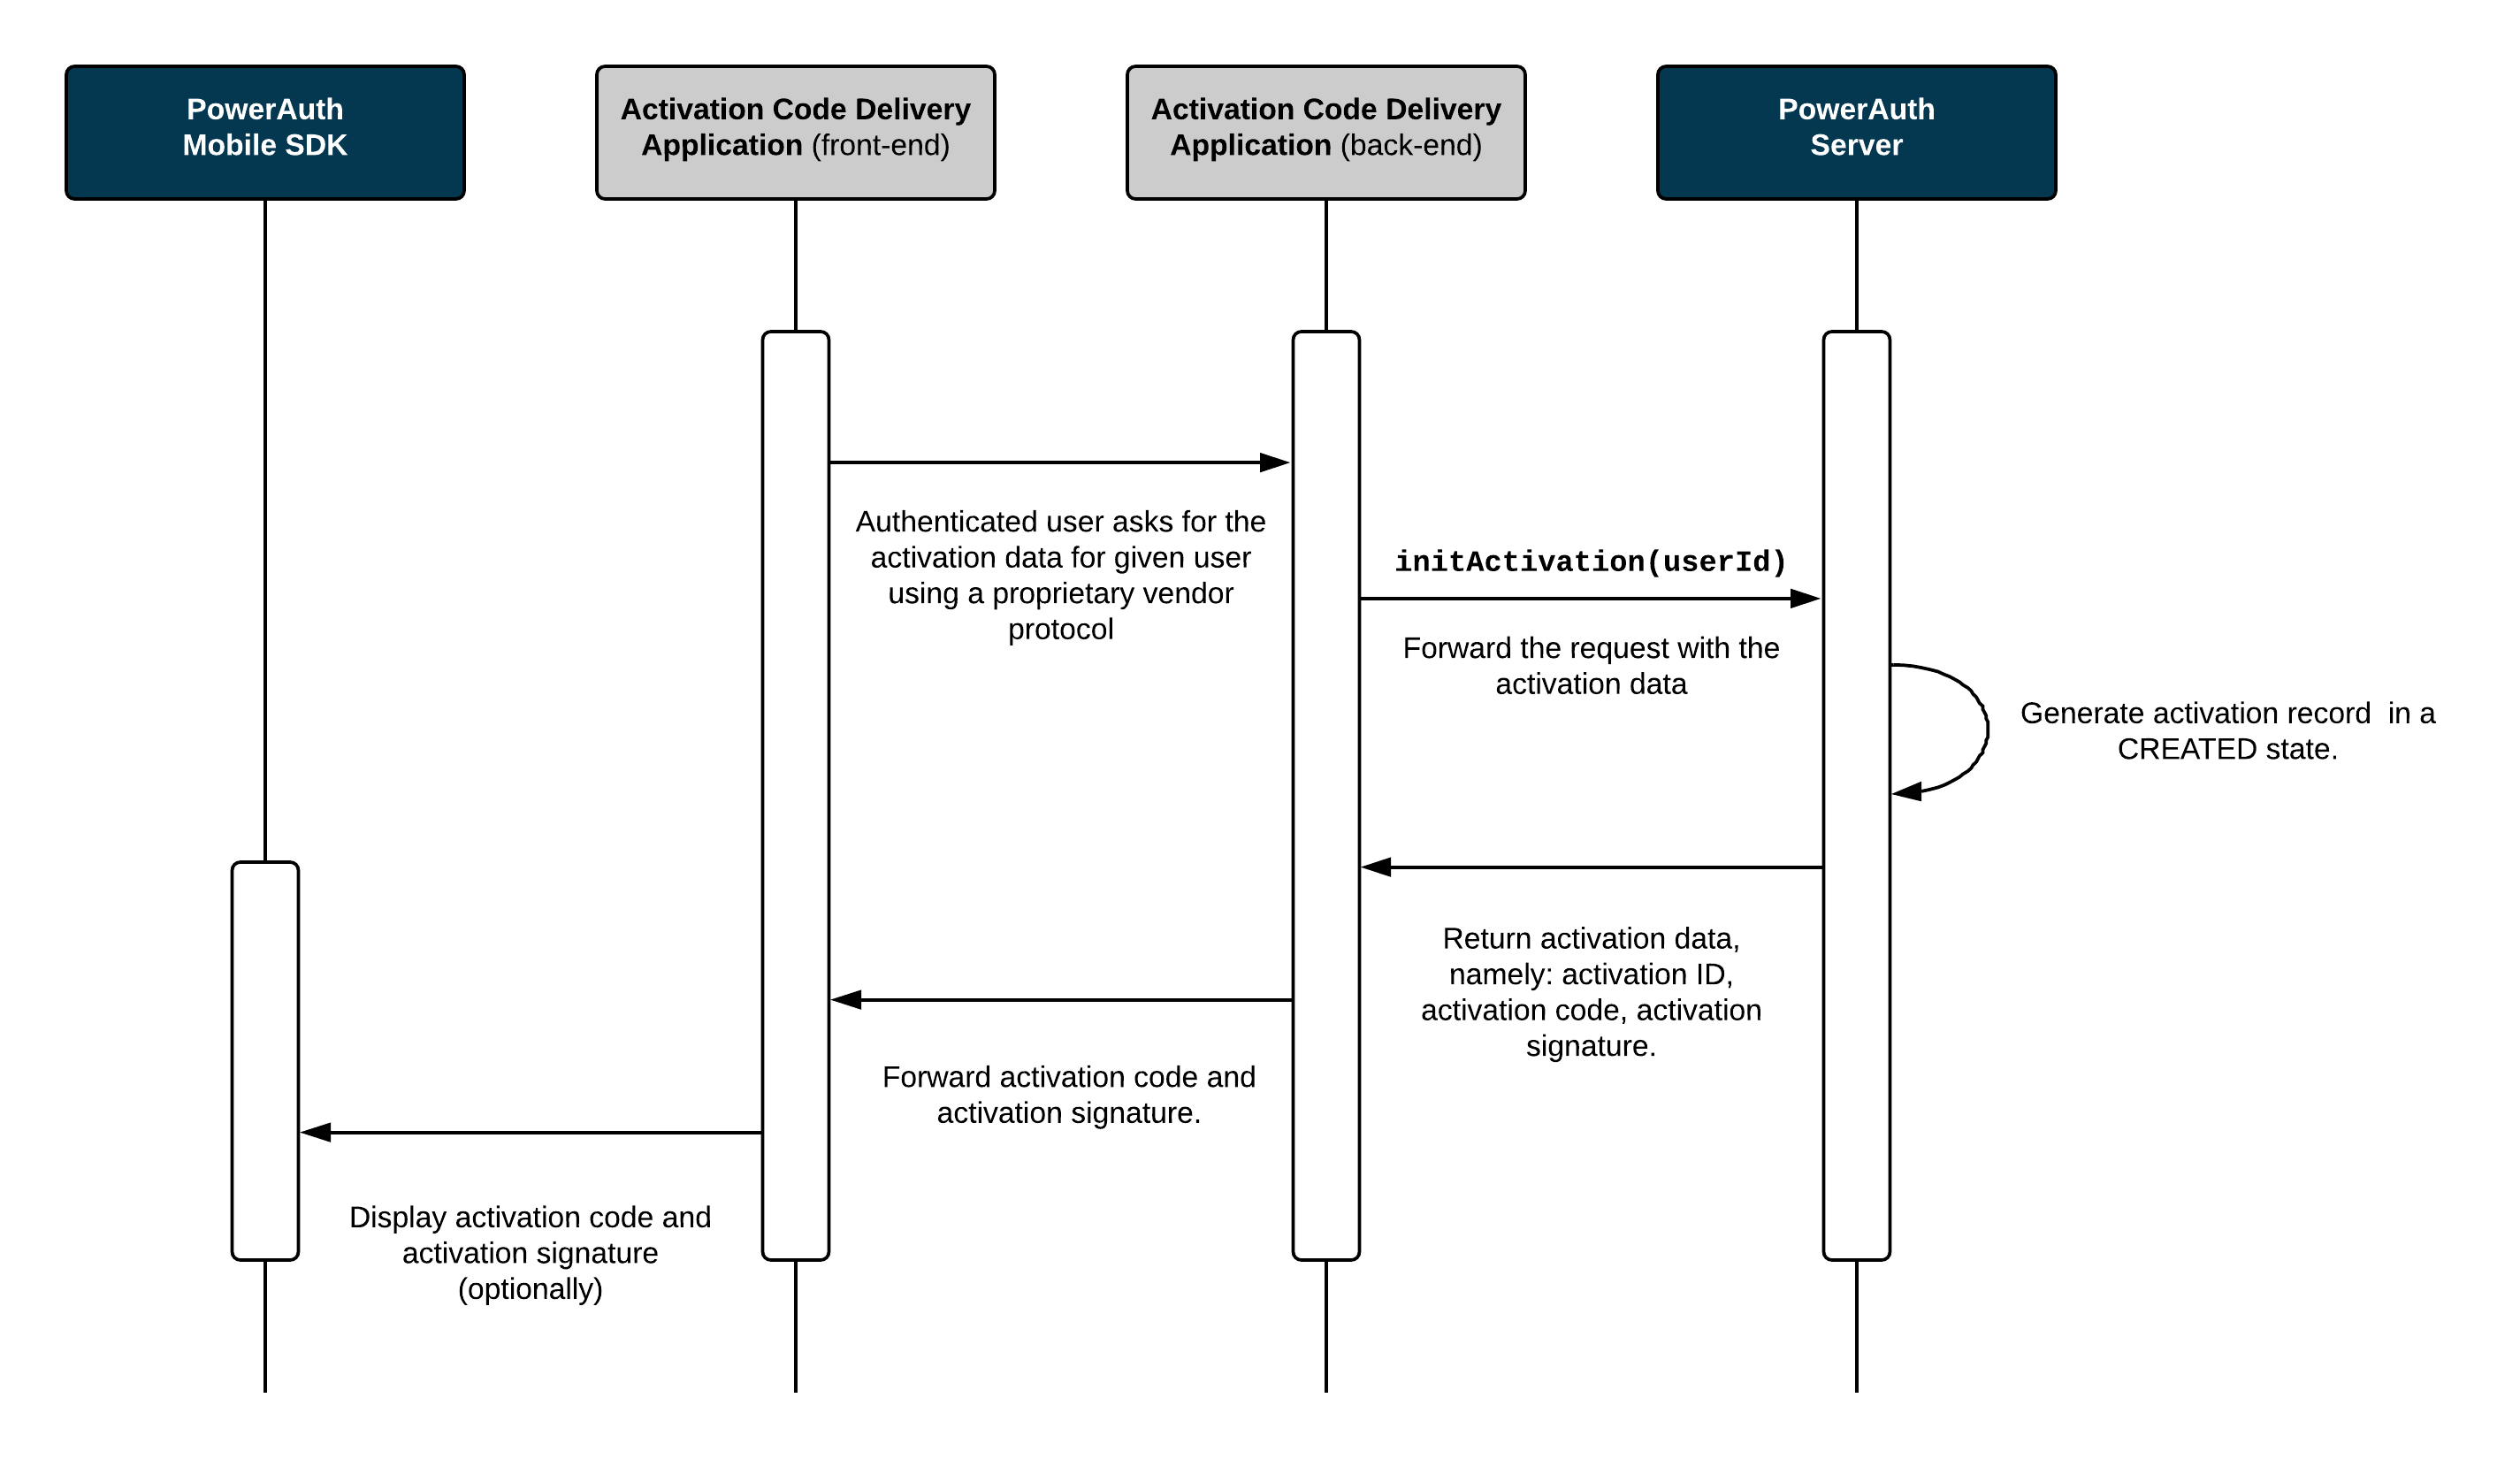 PowerAuth
Mobile SDK
Activation Code Delivery
Application (front-end)
Activation Code Delivery
Application (back-end)
PowerAuth
Server
Authenticated user asks for the
activation data for given user
using a proprietary vendor
protocol
initActivation(userId)
Forward the request with the
activation data
Generate activation record  in a
CREATED state.
Return activation data,
namely: activation ID,
activation code, activation
signature.
Forward activation code and
activation signature.
Display activation code and
activation signature
(optionally)